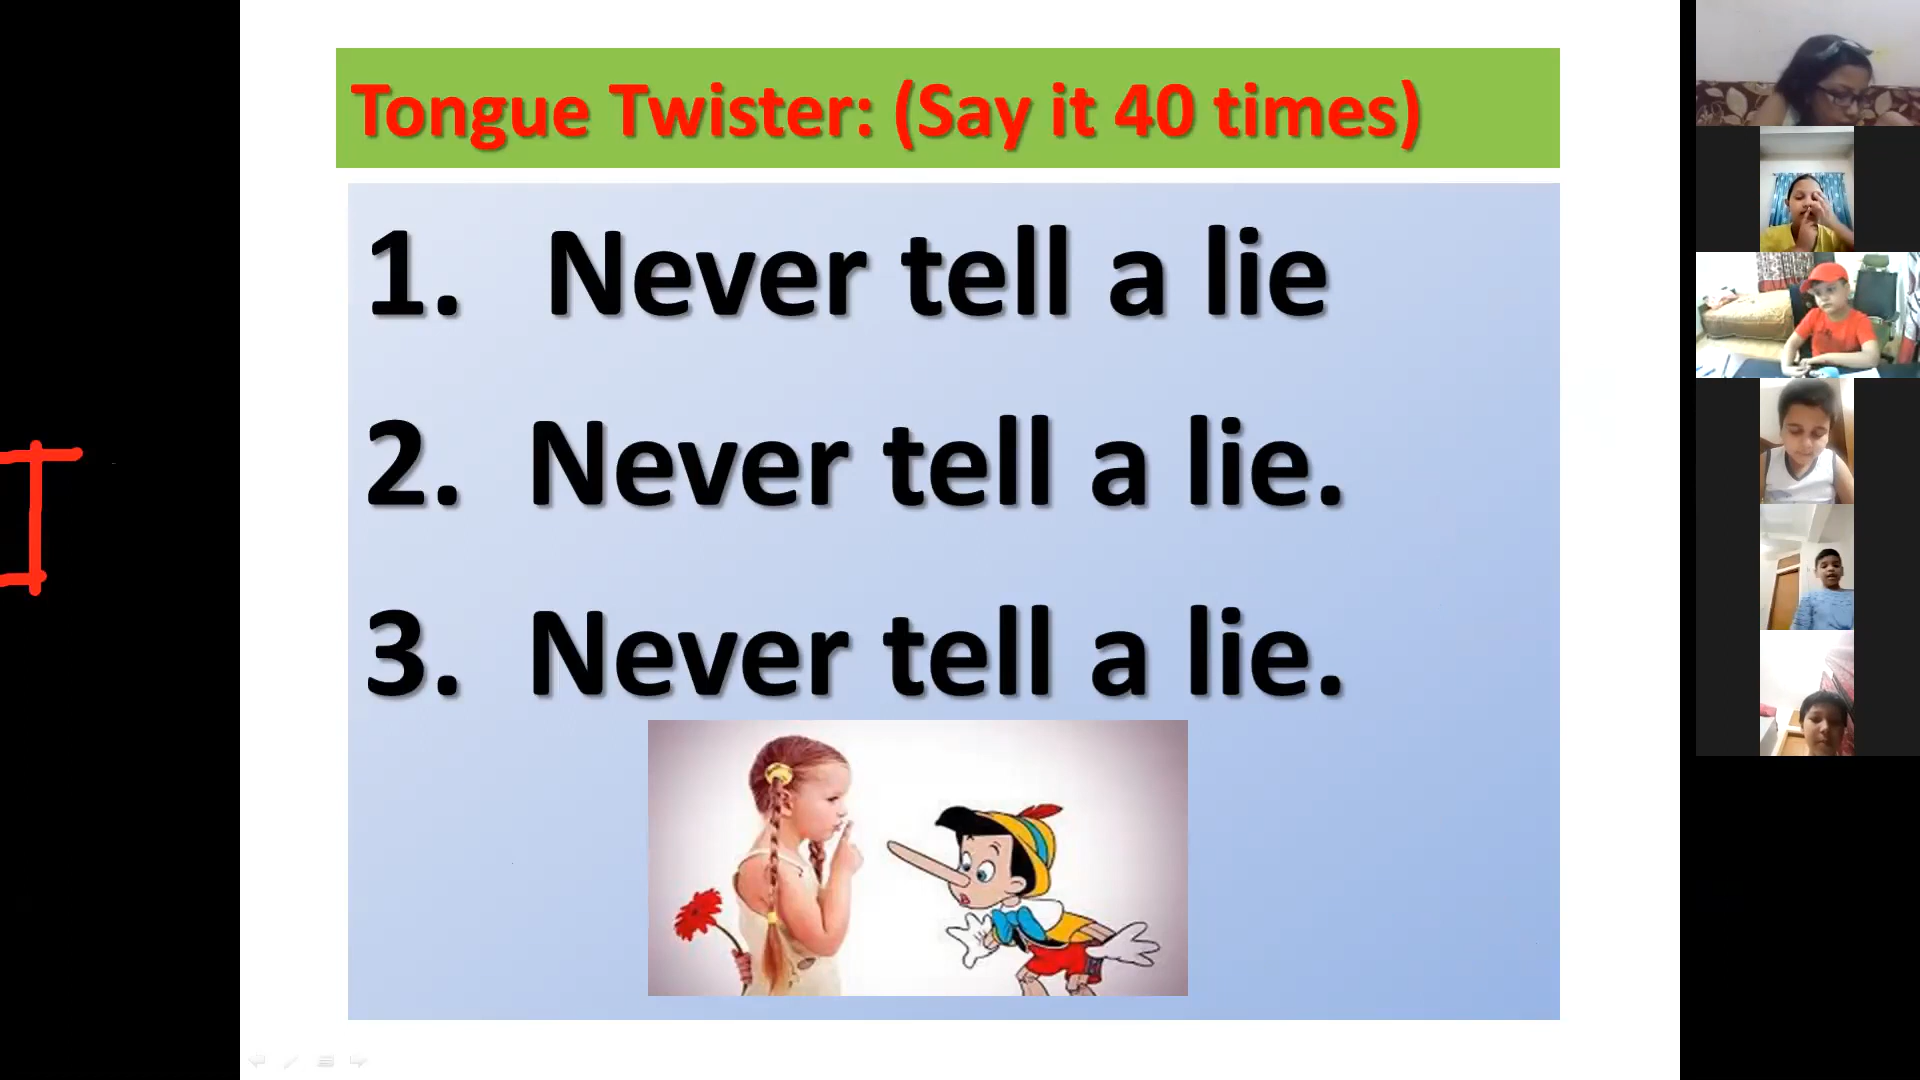 Tongue Twister: (Say it 40 times)
1. Never tell a lie
2. Never tell a lie.
3. Never tell a lie.